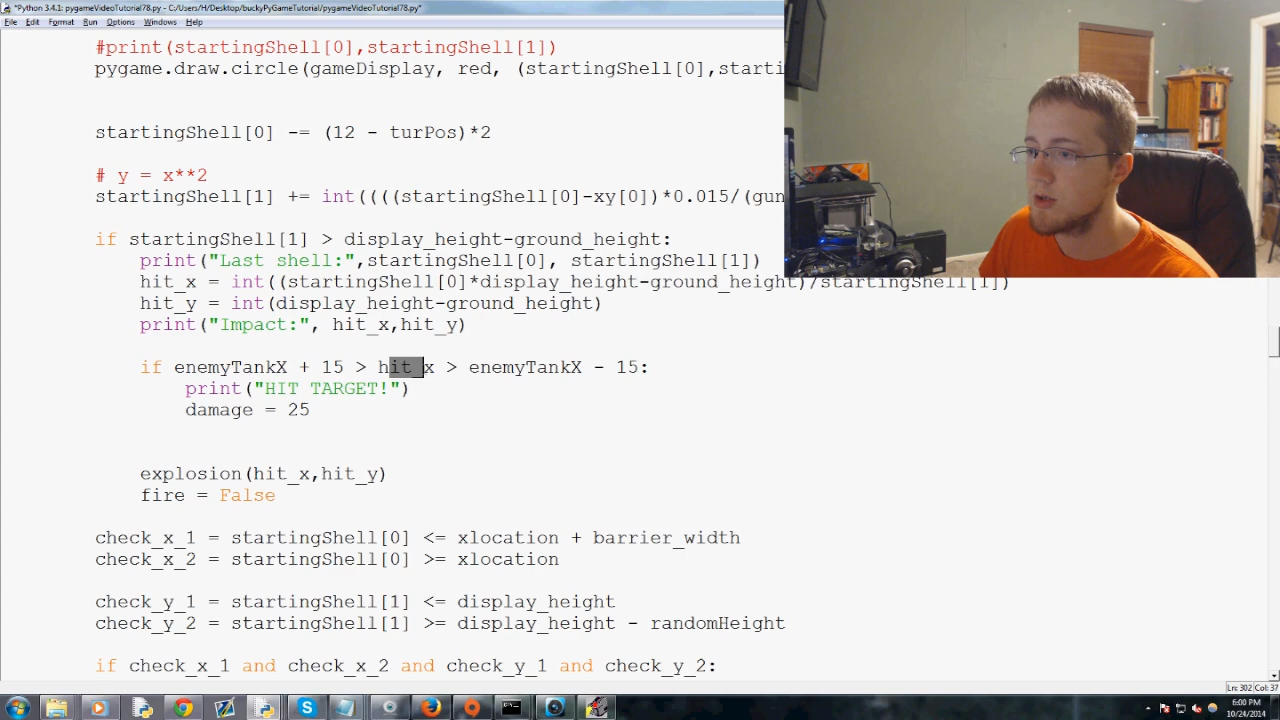 *Python 3.4.1: pygameVideoTutorial78.py - C:/Users/H/Desktop/buckyPyGameTutorial/pygameVideoTutorial78.py*
File Edit Format Run Options Windows Help
#print(startingShell[0],startingShell[1])
pygame.draw.circle(gameDisplay, red, (startingShell[0],starti
startingShell[0] -= (12 - turPos)*2
# y = x**2
startingShell[1] += int((((startingShell[0]-xy[0])*0.015/(gun
if startingShell[1] > display_height-ground_height:
print("Last shell:",startingShell[0], startingShell[1])
hit_x = int((startingShell[0]*display_height-ground_height)/startingShell[1])
hit_y = int(display_height-ground_height)
print("Impact:", hit_x,hit_y)
if enemyTankX + 15 > hit_x > enemyTankX - 15:
print("HIT TARGET!")
damage = 25
explosion(hit_x,hit_y)
fire = False
check_x_1 = startingShell[0] <= xlocation + barrier_width
check_x_2 = startingShell[0] >= xlocation
check_y_1 = startingShell[1] <= display_height
check_y_2 = startingShell[1] >= display_height - randomHeight
if check_x_1 and check_x_2 and check_y_1 and check_y_2:
Ln: 302 Col: 37
6:00 PM
10/24/2014